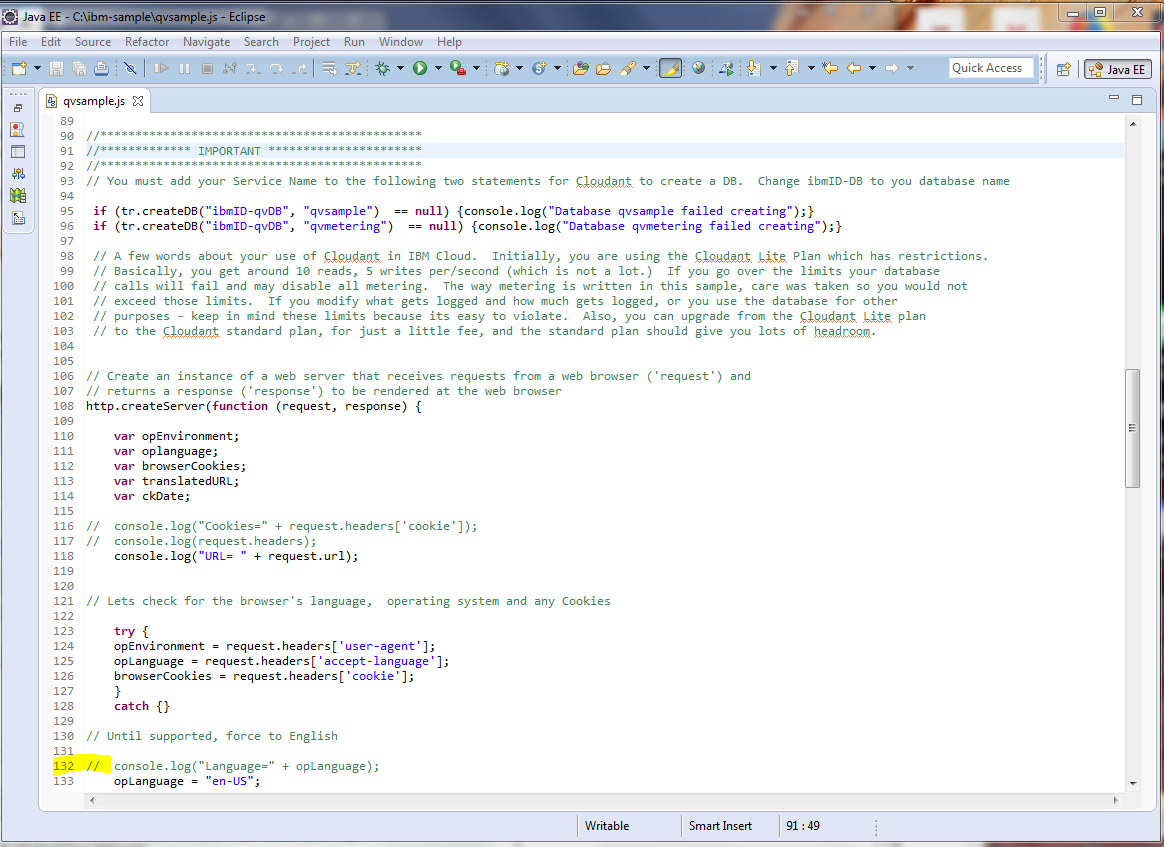 Java EE - C:\ibm-sample\qvsample.js - Eclipse
File Edit Source Refactor Navigate Search Project Run Window Help
Quick Access Java EE
qvsample.js
89
90 //**********************************************
91 //************* IMPORTANT **********************
92 //**********************************************
93 // You must add your Service Name to the following two statements for Cloudant to create a DB.  Change ibmID-DB to you database name
94
95 if (tr.createDB("ibmID-qvDB", "qvsample")  == null) {console.log("Database qvsample failed creating");}
96 if (tr.createDB("ibmID-qvDB", "qvmetering")  == null) {console.log("Database qvmetering failed creating");}
97
98 // A few words about your use of Cloudant in IBM Cloud.  Initially, you are using the Cloudant Lite Plan which has restrictions.
99 // Basically, you get around 10 reads, 5 writes per/second (which is not a lot.)  If you go over the limits your database
100 // calls will fail and may disable all metering.  The way metering is written in this sample, care was taken so you would not
101 // exceed those limits.  If you modify what gets logged and how much gets logged, or you use the database for other
102 // purposes - keep in mind these limits because its easy to violate.  Also, you can upgrade from the Cloudant Lite plan
103 // to the Cloudant standard plan, for just a little fee, and the standard plan should give you lots of headroom.
104
105
106 // Create an instance of a web server that receives requests from a web browser ('request') and
107 // returns a response ('response') to be rendered at the web browser
108 http.createServer(function (request, response) {
109
110 var opEnvironment;
111 var oplanguage;
112 var browserCookies;
113 var translatedURL;
114 var ckDate;
115
116 //  console.log("Cookies=" + request.headers['cookie']);
117 //  console.log(request.headers);
118 console.log("URL= " + request.url);
119
120
121 // Lets check for the browser's language,  operating system and any Cookies
122
123 try {
124 opEnvironment = request.headers['user-agent'];
125 opLanguage = request.headers['accept-language'];
126 browserCookies = request.headers['cookie'];
127 }
128 catch {}
129
130 // Until supported, force to English
131
132 //  console.log("Language=" + opLanguage);
133 opLanguage = "en-US";
Writable Smart Insert 91 : 49